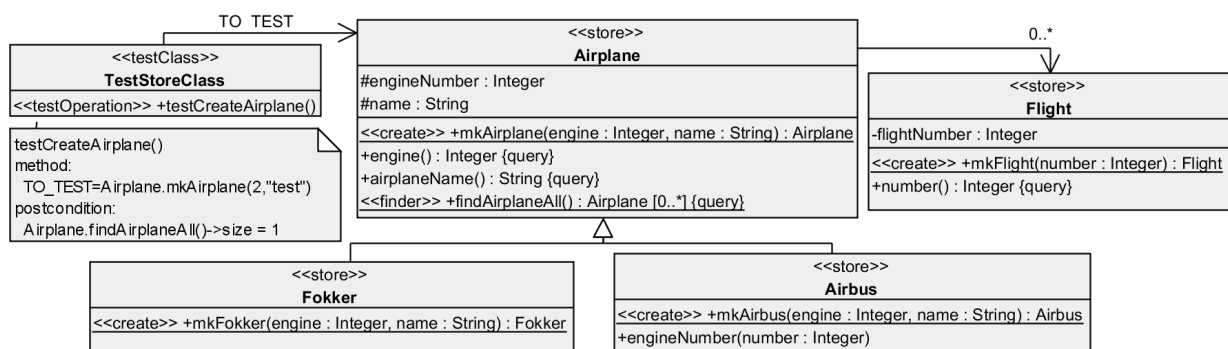 TO_TEST
<<testClass>>
TestStoreClass
<<testOperation>> +testCreateAirplane()
testCreateAirplane()
method:
TO_TEST=Airplane.mkAirplane(2,"test")
postcondition:
Airplane.findAirplaneAll()->size = 1
<<store>>
Airplane
#engineNumber : Integer
#name : String
<<create>> +mkAirplane(engine : Integer, name : String) : Airplane
+engine() : Integer {query}
+airplaneName() : String {query}
<<finder>> +findAirplaneAll() : Airplane [0..*] {query}
0..*
<<store>>
Flight
-flightNumber : Integer
<<create>> +mkFlight(number : Integer) : Flight
+number() : Integer {query}
<<store>>
Fokker
<<create>> +mkFokker(engine : Integer, name : String) : Fokker
<<store>>
Airbus
<<create>> +mkAirbus(engine : Integer, name : String) : Airbus
+engineNumber(number : Integer)